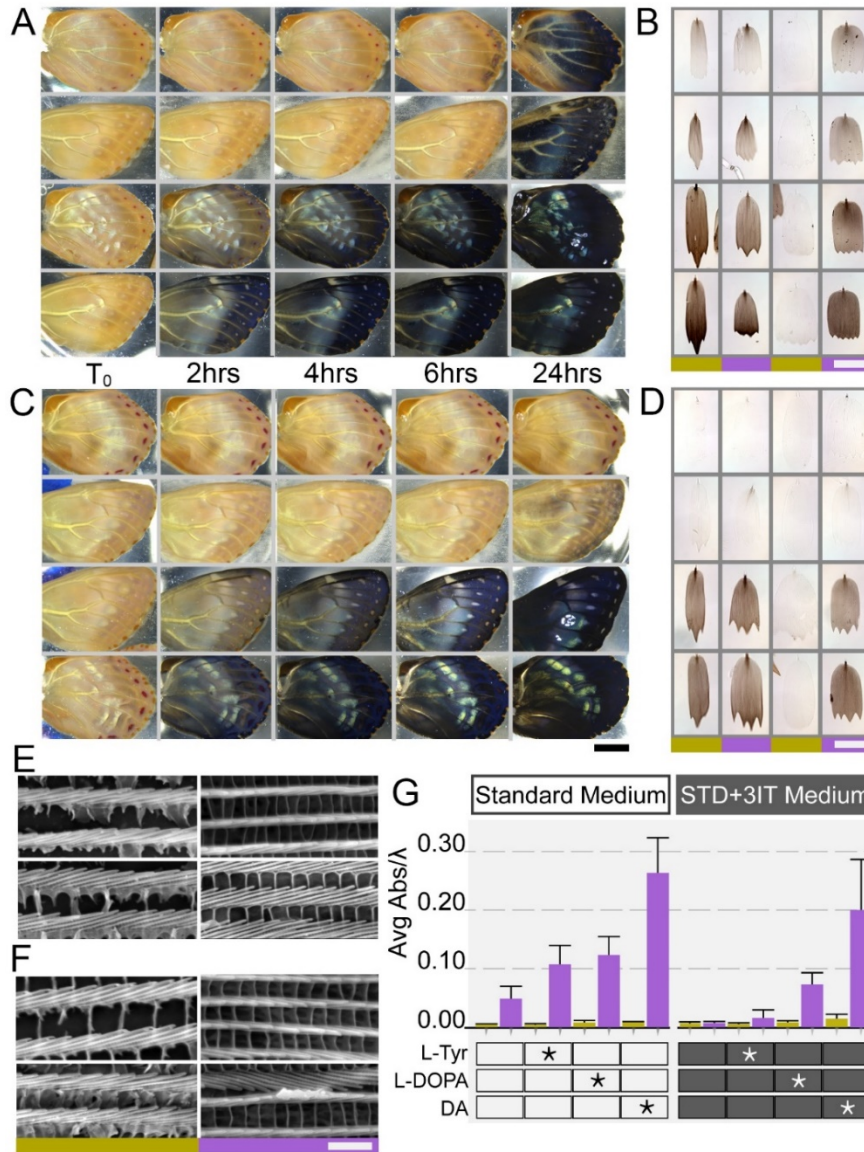 A
B
T0 2hrs 4hrs 6hrs 24hrs
C
D
E
F
G
Standard Medium STD+3IT Medium
Avg Abs/λ
0.30
0.20
0.10
0.00
L-Tyr * *
L-DOPA * *
DA * *